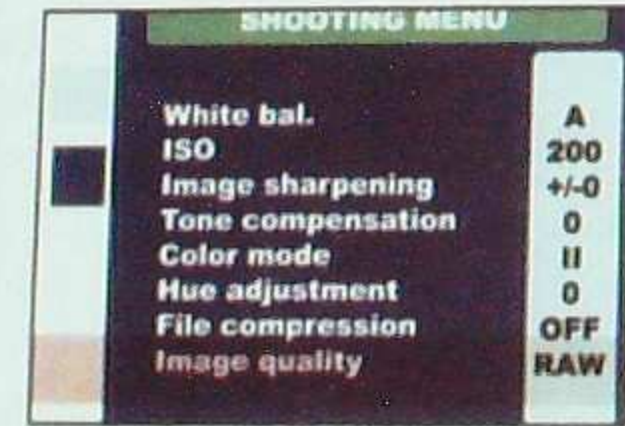 SHOOTING MENU
White bal. A
ISO 200
Image sharpening +/-0
Tone compensation 0
Color mode II
Hue adjustment 0
File compression OFF
Image quality RAW